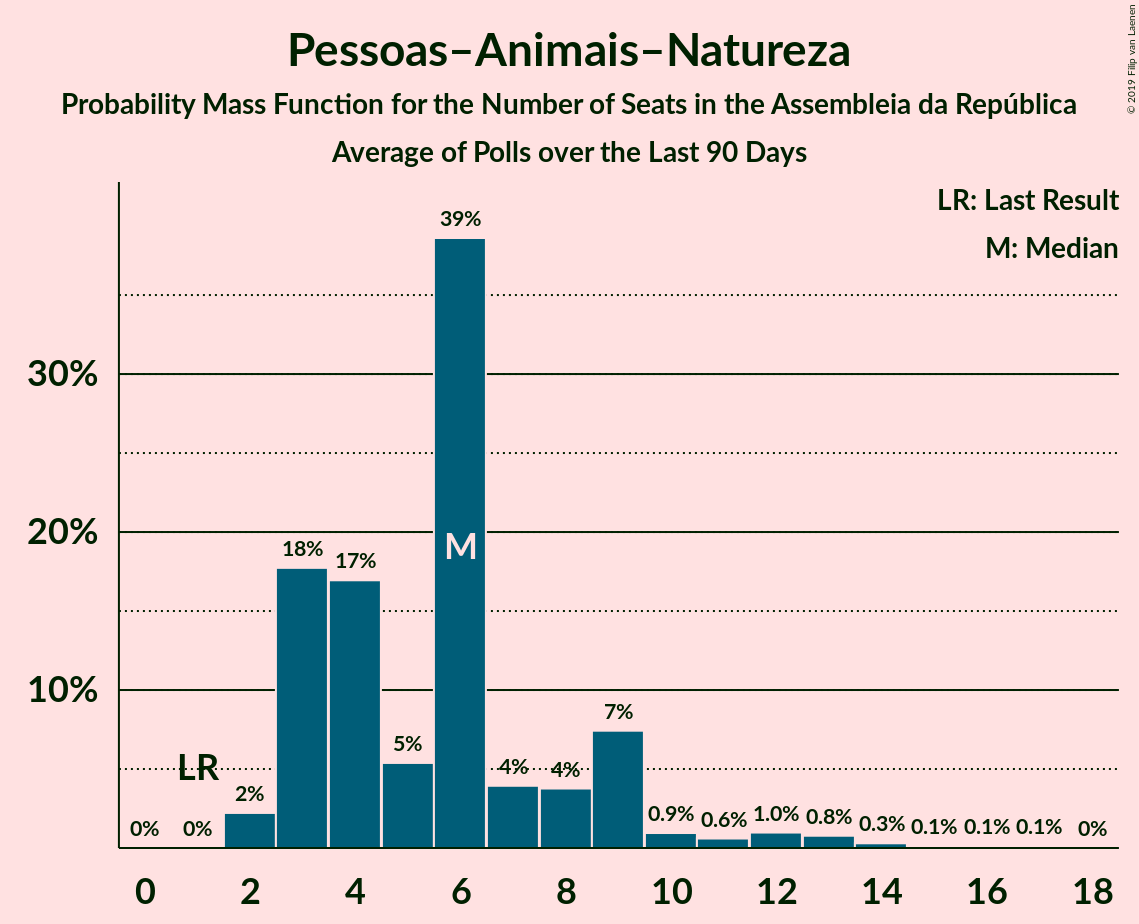 Pessoas–Animais–Natureza
Probability Mass Function for the Number of Seats in the Assembleia da República
Average of Polls over the Last 90 Days
© 2019 Filip van Laenen
LR: Last Result
M: Median
39%
30%
20%
18%
17%
M
10%
7%
5%
LR
4%
4%
2%
0%
0%
0.9%
0.6%
1.0%
0.8%
0.3%
0.1%
0.1%
0.1%
0%
0 2 4 6 8 10 12 14 16 18